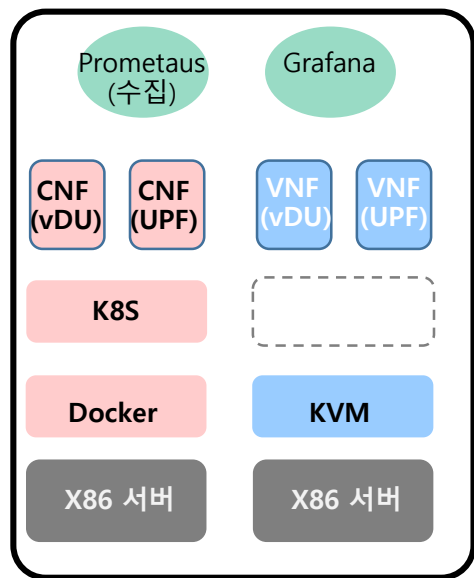 Prometaus
(수집)
Grafana
CNF
(vDU)
CNF
(UPF)
VNF
(vDU)
VNF
(UPF)
K8S
Docker
KVM
X86 서버
X86 서버